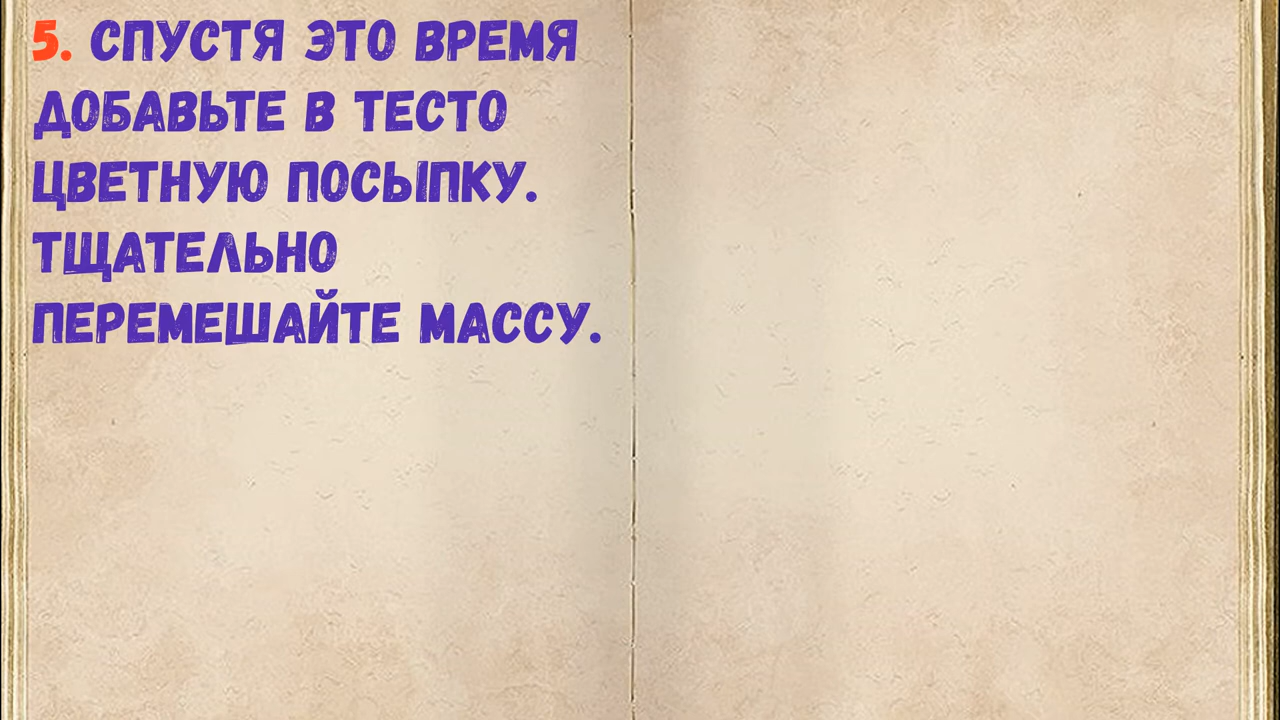 5. СПУСТЯ ЭТО ВРЕМЯ
ДОБАВЬТЕ В ТЕСТО
ЦВЕТНУЮ ПОСЫПКУ.
ТЩАТЕЛЬНО
ПЕРЕМЕШАЙТЕ МАССУ.